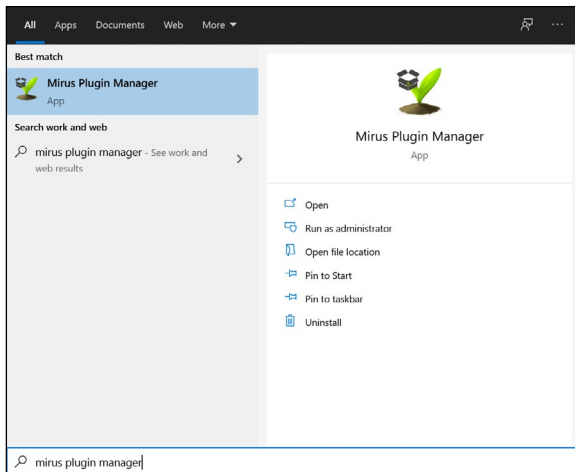 All Apps Documents Web More
Best match
Mirus Plugin Manager
App
Search work and web
mirus plugin manager - See work and
web results
Mirus Plugin Manager
App
Open
Run as administrator
Open file location
Pin to Start
Pin to taskbar
Uninstall
mirus plugin manager